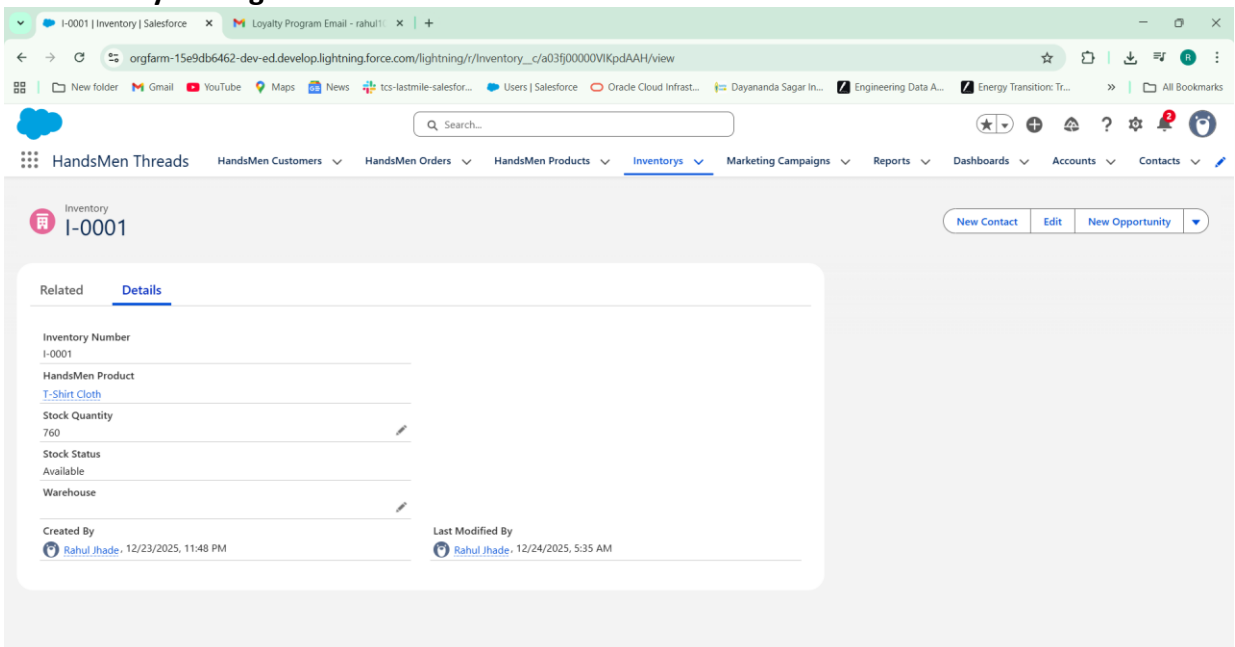 I-0001 | Inventory | Salesforce
Loyalty Program Email - rahul1
orgfarm-15e9db6462-dev-ed.develop.lightning.force.com/lightning/r/Inventory__c/a03fj00000VIKpdAAH/view
New folder Gmail YouTube Maps News tcs-lastmile-salesfor... Users | Salesforce Oracle Cloud Infrast... Dayananda Sagar In... Engineering Data A... Energy Transition: Tr... » All Bookmarks
Search...
HandsMen Threads HandsMen Customers HandsMen Orders HandsMen Products Inventorys Marketing Campaigns Reports Dashboards Accounts Contacts
Inventory
I-0001
New Contact Edit New Opportunity
Related Details
Inventory Number
I-0001
HandsMen Product
T-Shirt Cloth
Stock Quantity
760
Stock Status
Available
Warehouse
Created By Last Modified By
Rahul Jhade, 12/23/2025, 11:48 PM Rahul Jhade, 12/24/2025, 5:35 AM